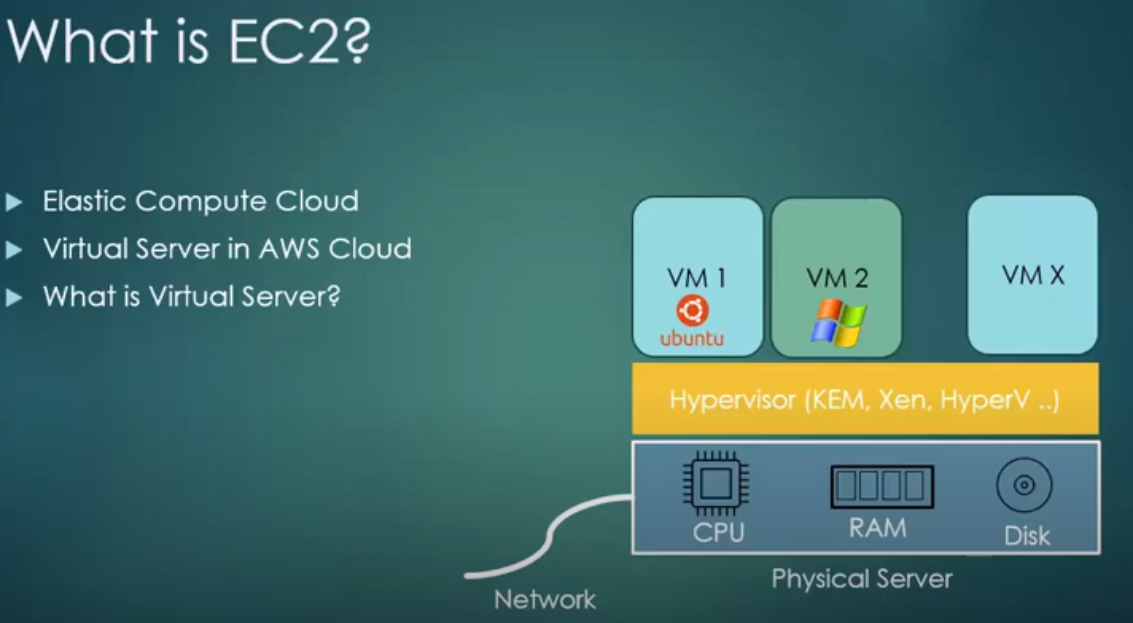 What is EC2?
Elastic Compute Cloud
Virtual Server in AWS Cloud
What is Virtual Server?
VM 1
ubuntu
VM 2
VM X
Hypervisor (KEM, Xen, HyperV ..)
CPU
RAM
Disk
Physical Server
Network